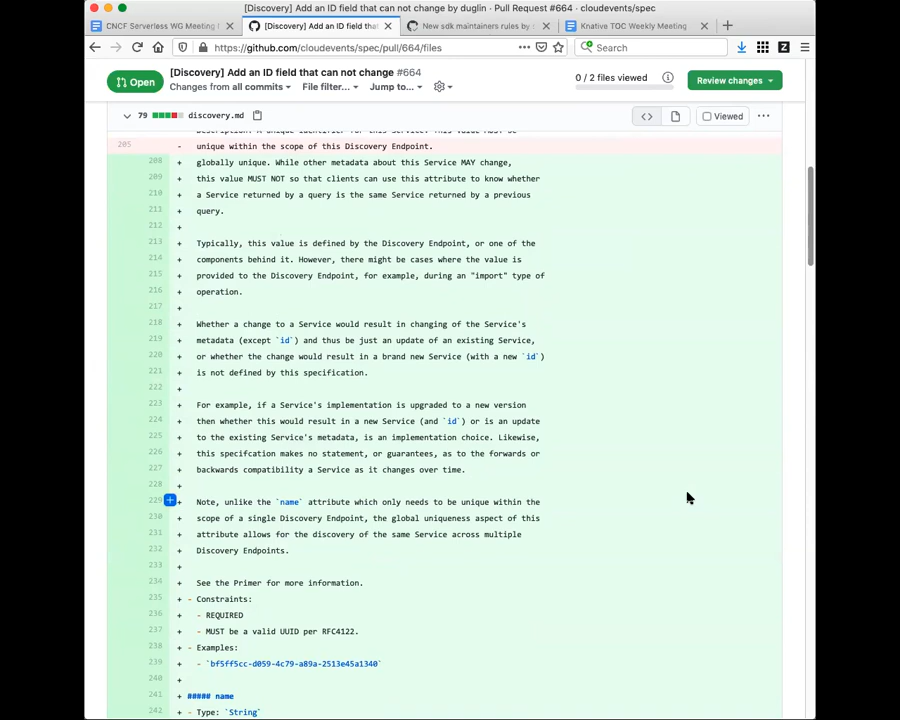 [Discovery] Add an ID field that can not change by duglin · Pull Request #664 · cloudevents/spec
CNCF Serverless WG Meeting
[Discovery] Add an ID field that
New sdk maintainers rules by
Knative TOC Weekly Meeting
https://github.com/cloudevents/spec/pull/664/files
Search
Open
[Discovery] Add an ID field that can not change #664
Changes from all commits
File filter...
Jump to...
0 / 2 files viewed
Review changes
79 discovery.md
Viewed
205 - unique within the scope of this Discovery Endpoint.
208 + globally unique. While other metadata about this Service MAY change,
209 + this value MUST NOT so that clients can use this attribute to know whether
210 + a Service returned by a query is the same Service returned by a previous
211 + query.
212 +
213 + Typically, this value is defined by the Discovery Endpoint, or one of the
214 + components behind it. However, there might be cases where the value is
215 + provided to the Discovery Endpoint, for example, during an "import" type of
216 + operation.
217 +
218 + Whether a change to a Service would result in changing of the Service's
219 + metadata (except `id`) and thus be just an update of an existing Service,
220 + or whether the change would result in a brand new Service (with a new `id`)
221 + is not defined by this specification.
222 +
223 + For example, if a Service's implementation is upgraded to a new version
224 + then whether this would result in a new Service (and `id`) or is an update
225 + to the existing Service's metadata, is an implementation choice. Likewise,
226 + this specifcation makes no statement, or guarantees, as to the forwards or
227 + backwards compatibility a Service as it changes over time.
228 +
229 + Note, unlike the `name` attribute which only needs to be unique within the
230 + scope of a single Discovery Endpoint, the global uniqueness aspect of this
231 + attribute allows for the discovery of the same Service across multiple
232 + Discovery Endpoints.
233 +
234 + See the Primer for more information.
235 + - Constraints:
236 + - REQUIRED
237 + - MUST be a valid UUID per RFC4122.
238 + - Examples:
239 + - `bf5ff5cc-d059-4c79-a89a-2513e45a1340`
240 +
241 + ##### name
242 + - Type: `String`